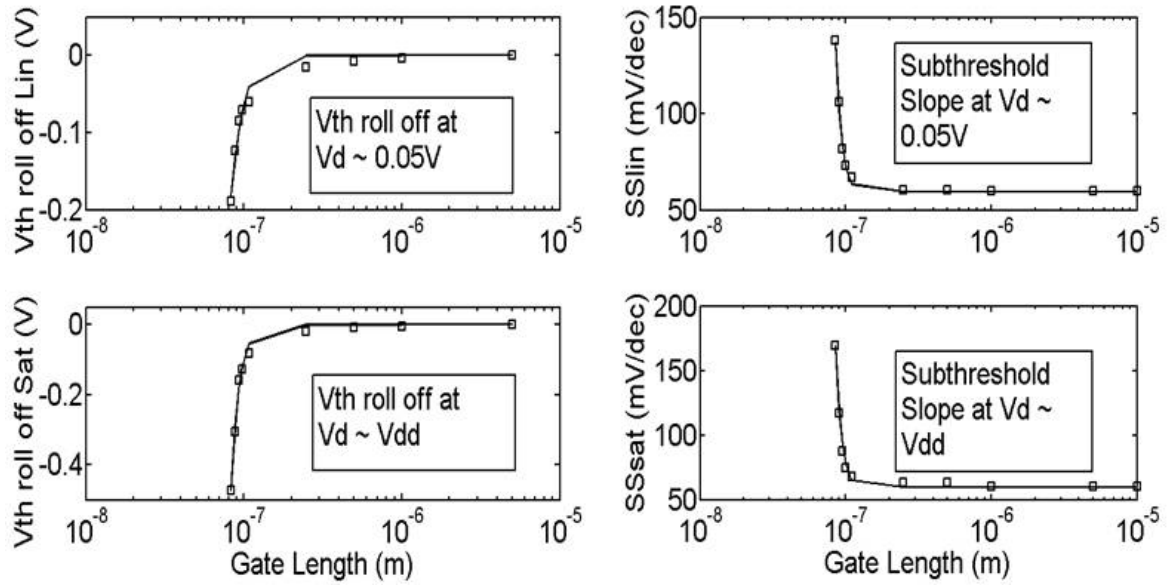 Vth roll off Lin (V)
0
-0.1
-0.2
Vth roll off at
Vd ~ 0.05V
10-8
10-7
10-6
10-5
SSlin (mV/dec)
150
100
50
Subthreshold
Slope at Vd ~
0.05V
10-8
10-7
10-6
10-5
Vth roll off Sat (V)
0
-0.2
-0.4
Vth roll off at
Vd ~ Vdd
10-8
10-7
10-6
10-5
Gate Length (m)
SSsat (mV/dec)
200
150
100
50
Subthreshold
Slope at Vd ~
Vdd
10-8
10-7
10-6
10-5
Gate Length (m)